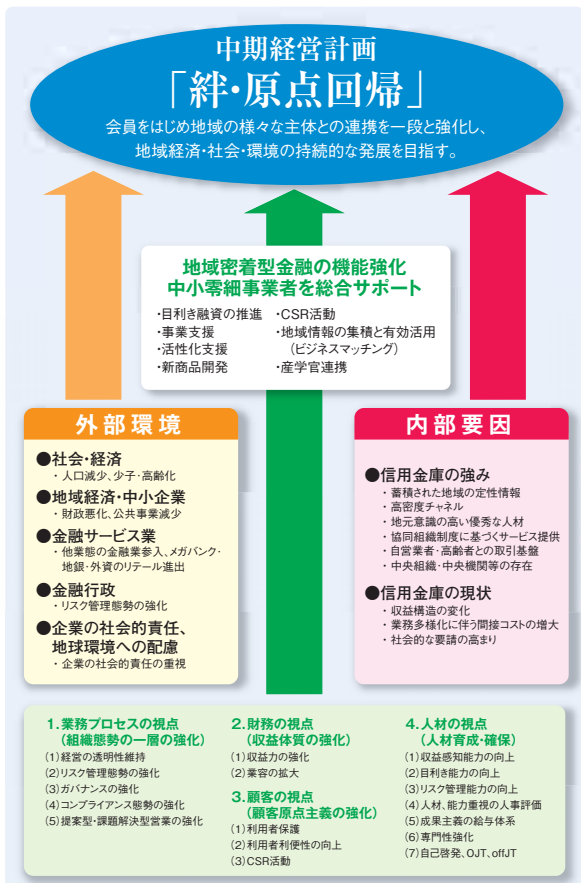 中期経営計画
「絆・原点回帰」
会員をはじめ地域の様々な主体との連携を一段と強化し、
地域経済・社会・環境の持続的な発展を目指す。
地域密着型金融の機能強化
中小零細事業者を総合サポート
・目利き融資の推進
・事業支援
・活性化支援
・新商品開発
・CSR活動
・地域情報の集積と有効活用
（ビジネスマッチング）
・産学官連携
外部環境
●社会・経済
・人口減少、少子・高齢化
●地域経済・中小企業
・財政悪化、公共事業減少
●金融サービス業
・他業態の金融業参入、メガバンク・
地銀・外資のリテール進出
●金融行政
・リスク管理態勢の強化
●企業の社会的責任、
地球環境への配慮
・企業の社会的責任の重視
内部要因
●信用金庫の強み
・蓄積された地域の定性情報
・高密度チャネル
・地元意識の高い優秀な人材
・協同組織制度に基づくサービス提供
・自営業者・高齢者との取引基盤
・中央組織・中央機関等の存在
●信用金庫の現状
・収益構造の変化
・業務多様化に伴う間接コストの増大
・社会的な要請の高まり
1.業務プロセスの視点
（組織態勢の一層の強化）
(1)経営の透明性維持
(2)リスク管理態勢の強化
(3)ガバナンスの強化
(4)コンプライアンス態勢の強化
(5)提案型・課題解決型営業の強化
2.財務の視点
（収益体質の強化）
(1)収益力の強化
(2)業容の拡大
3.顧客の視点
（顧客原点主義の強化）
(1)利用者保護
(2)利用者利便性の向上
(3)CSR活動
4.人材の視点
（人材育成・確保）
(1)収益感知能力の向上
(2)目利き能力の向上
(3)リスク管理能力の向上
(4)人材、能力重視の人事評価
(5)成果主義の給与体系
(6)専門性強化
(7)自己啓発、OJT、offJT